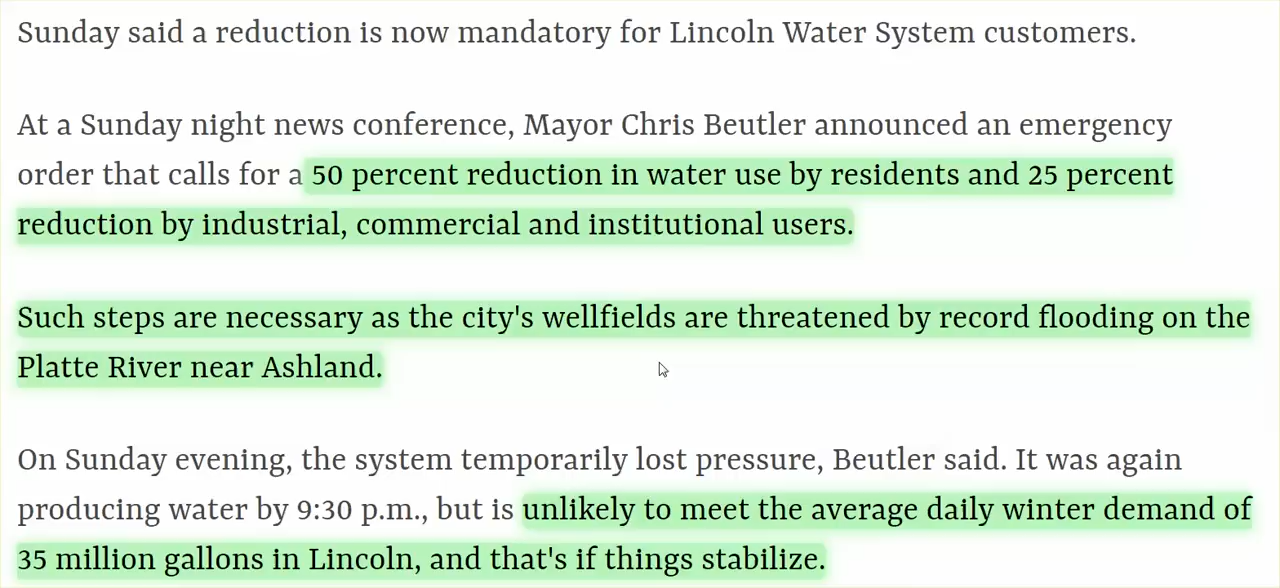 Sunday said a reduction is now mandatory for Lincoln Water System customers.
At a Sunday night news conference, Mayor Chris Beutler announced an emergency
order that calls for a 50 percent reduction in water use by residents and 25 percent
reduction by industrial, commercial and institutional users.
Such steps are necessary as the city's wellfields are threatened by record flooding on the
Platte River near Ashland.
On Sunday evening, the system temporarily lost pressure, Beutler said. It was again
producing water by 9:30 p.m., but is unlikely to meet the average daily winter demand of
35 million gallons in Lincoln, and that's if things stabilize.